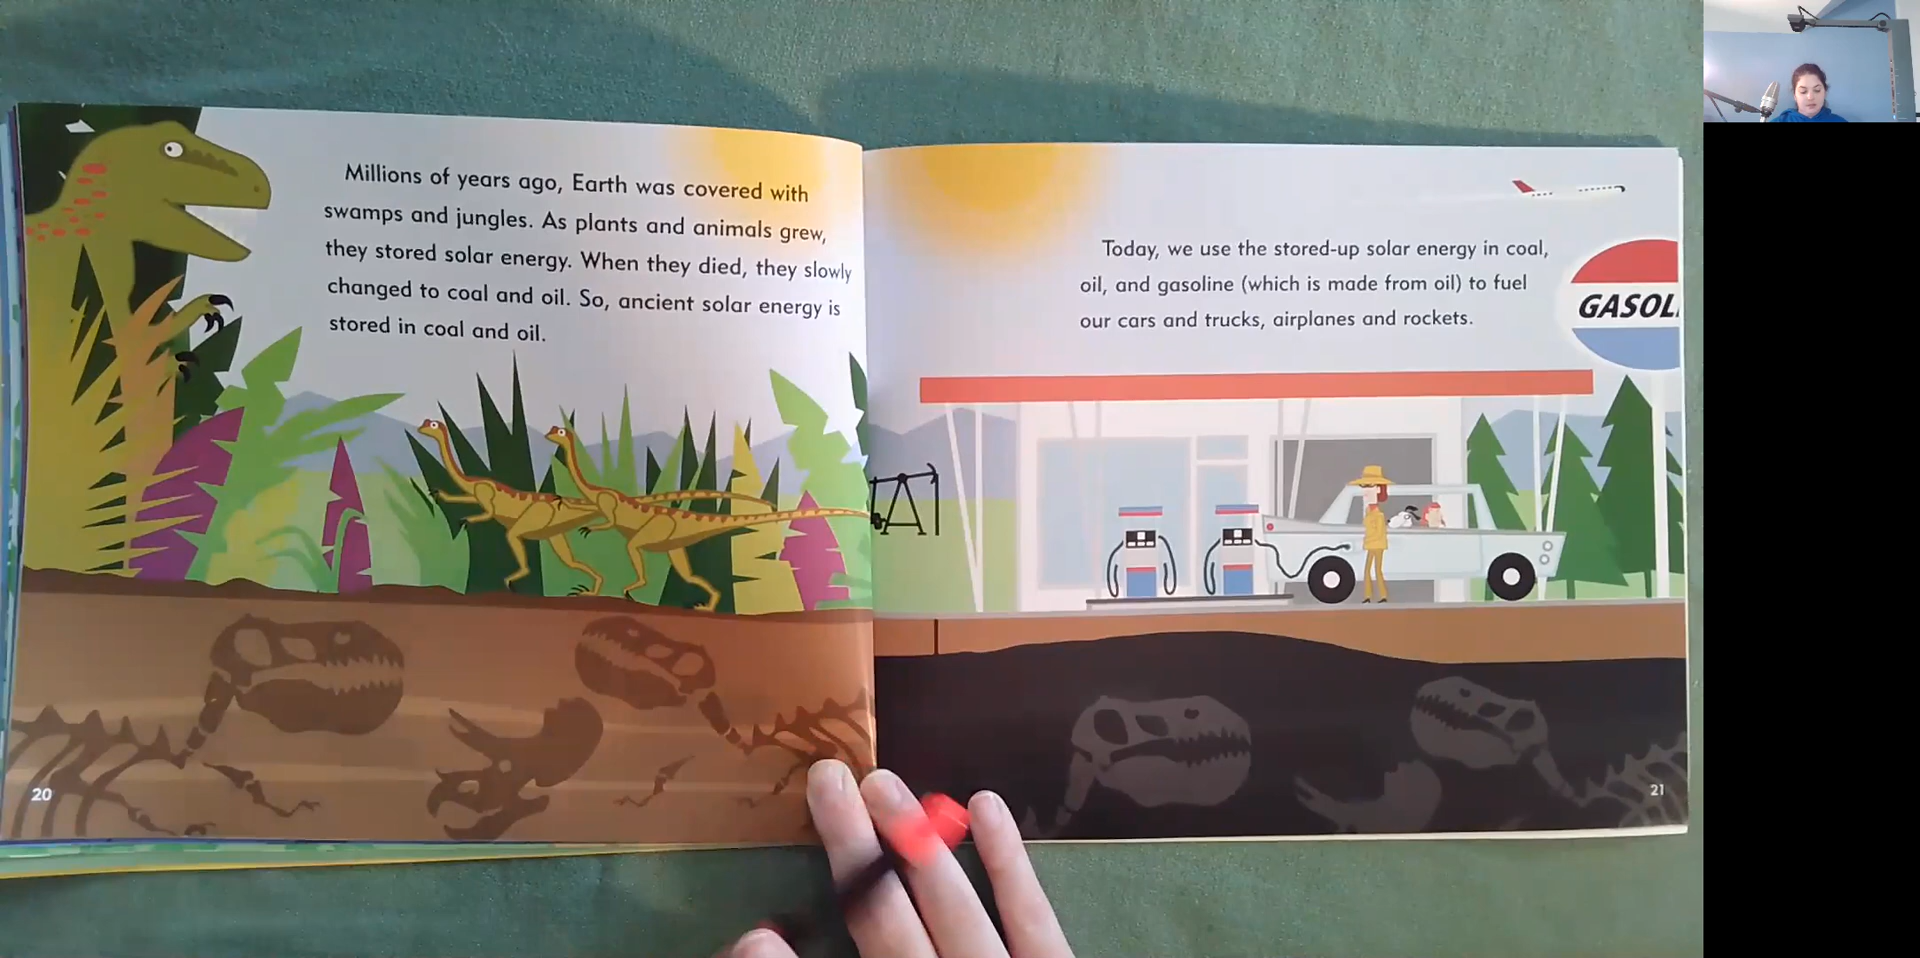 Millions of years ago, Earth was covered with
swamps and jungles. As plants and animals grew,
they stored solar energy. When they died, they slowly
changed to coal and oil. So, ancient solar energy is
stored in coal and oil.
20
Today, we use the stored-up solar energy in coal,
oil, and gasoline (which is made from oil) to fuel
our cars and trucks, airplanes and rockets.
GASOL
21